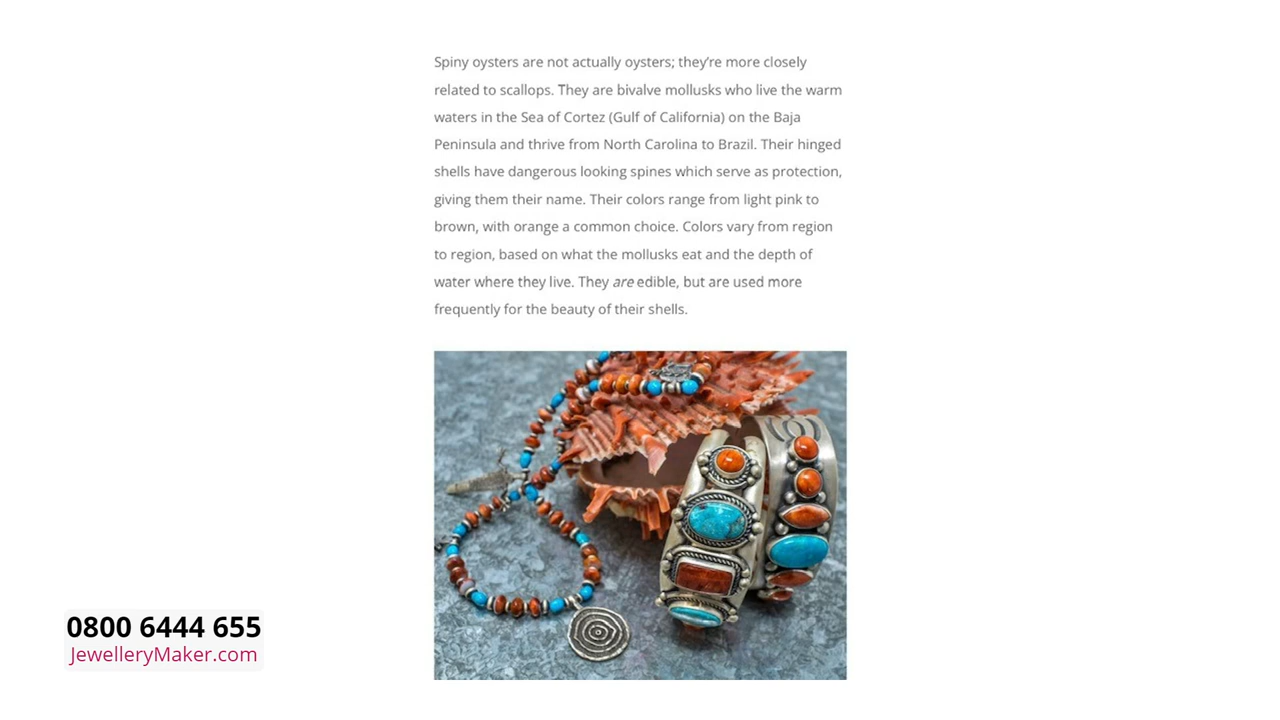 Spiny oysters are not actually oysters; they're more closely
related to scallops. They are bivalve mollusks who live the warm
waters in the Sea of Cortez (Gulf of California) on the Baja
Peninsula and thrive from North Carolina to Brazil. Their hinged
shells have dangerous looking spines which serve as protection,
giving them their name. Their colors range from light pink to
brown, with orange a common choice. Colors vary from region
to region, based on what the mollusks eat and the depth of
water where they live. They are edible, but are used more
frequently for the beauty of their shells.
0800 6444 655
JewelleryMaker.com